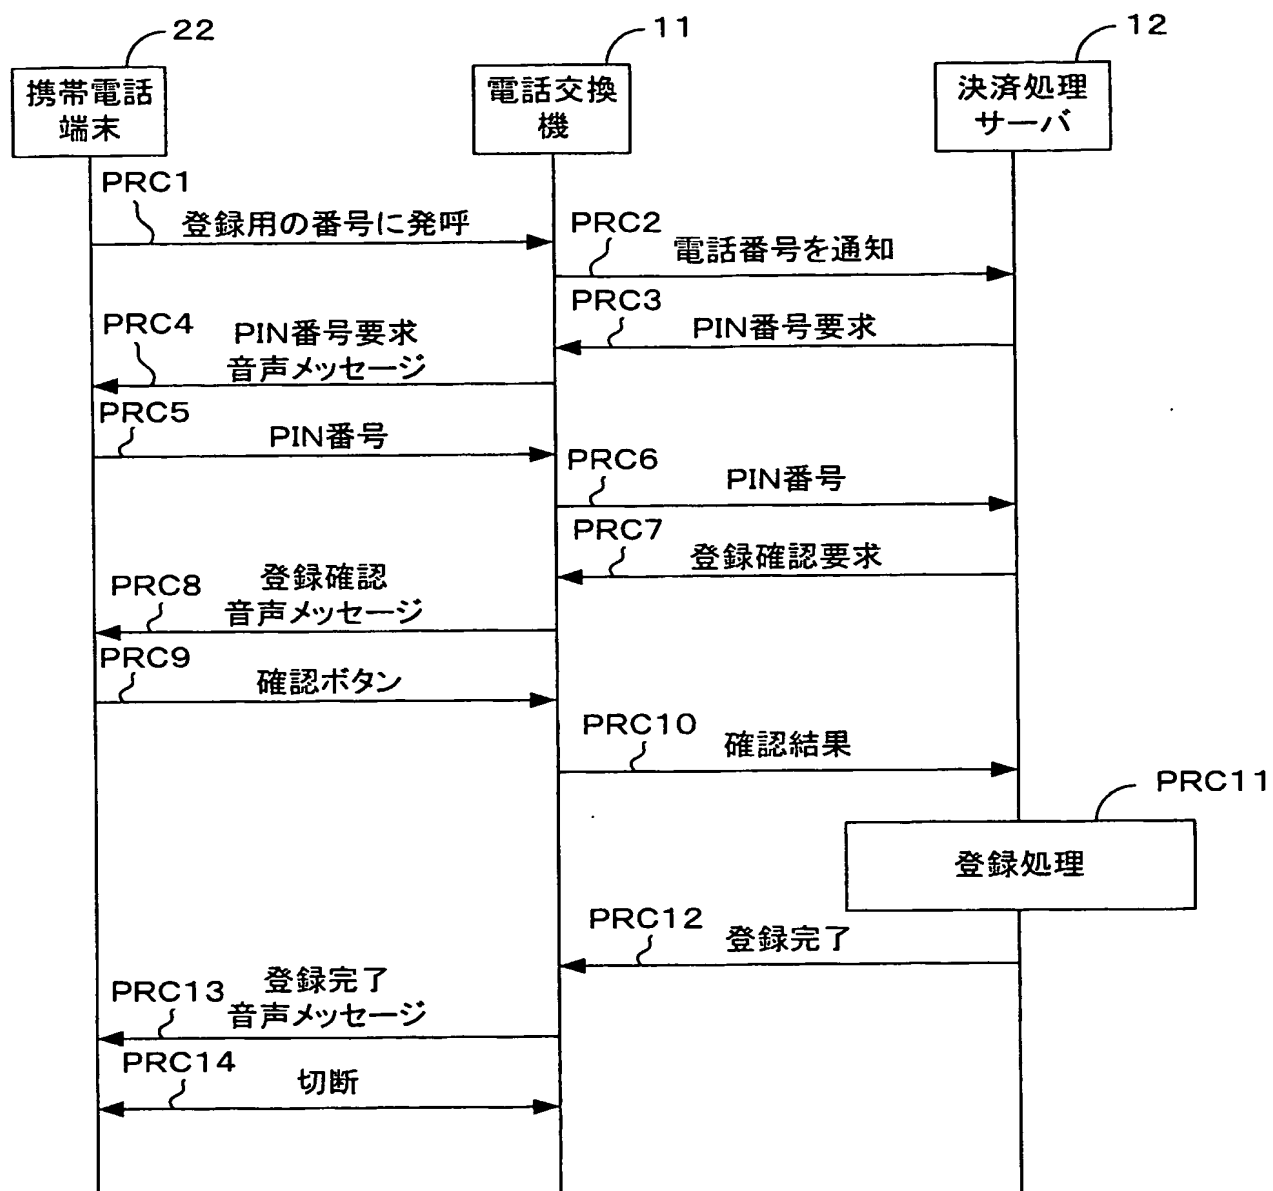 22
11
12
携帯電話
端末
電話交換
機
決済処理
サーバ
PRC1
登録用の番号に発呼
PRC2
電話番号を通知
PRC3
PIN番号要求
PRC4
PIN番号要求
音声メッセージ
PRC5
PIN番号
PRC6
PIN番号
PRC7
登録確認要求
PRC8
登録確認
音声メッセージ
PRC9
確認ボタン
PRC10
確認結果
PRC11
登録処理
PRC12
登録完了
PRC13
登録完了
音声メッセージ
PRC14
切断